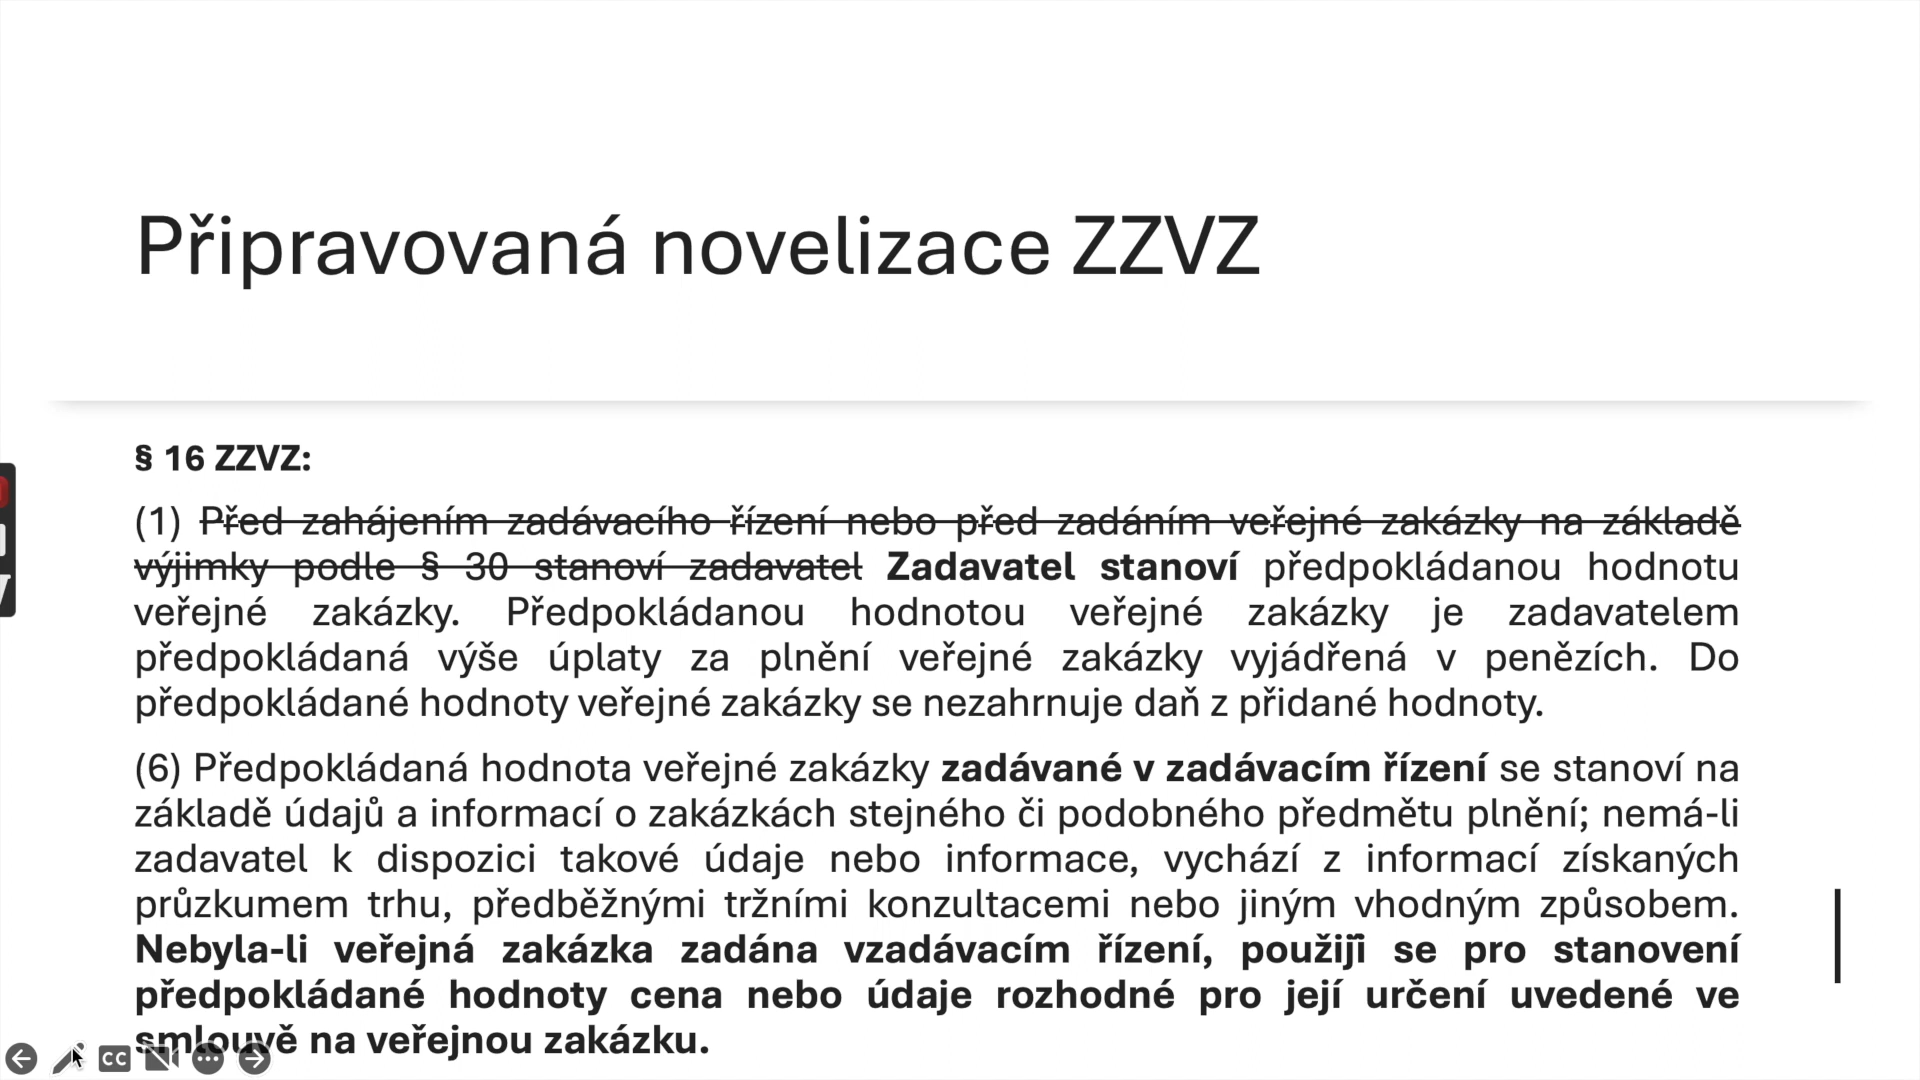 Připravovaná novelizace ZZVZ
§ 16 ZZVZ:
(1) Před zahájením zadávacího řízení nebo před zadáním veřejné zakázky na základě
výjimky podle § 30 stanoví zadavatel Zadavatel stanoví předpokládanou hodnotu
veřejné zakázky. Předpokládanou hodnotou veřejné zakázky je zadavatelem
předpokládaná výše úplaty za plnění veřejné zakázky vyjádřená v penězích. Do
předpokládané hodnoty veřejné zakázky se nezahrnuje daň z přidané hodnoty.
(6) Předpokládaná hodnota veřejné zakázky zadávané v zadávacím řízení se stanoví na
základě údajů a informací o zakázkách stejného či podobného předmětu plnění; nemá-li
zadavatel k dispozici takové údaje nebo informace, vychází z informací získaných
průzkumem trhu, předběžnými tržními konzultacemi nebo jiným vhodným způsobem.
Nebyla-li veřejná zakázka zadána vzadávacím řízení, se pro stanovení
předpokládané hodnoty cena nebo údaje rozhodné pro její určení uvedené ve
smlouvě na veřejnou zakázku.
CC